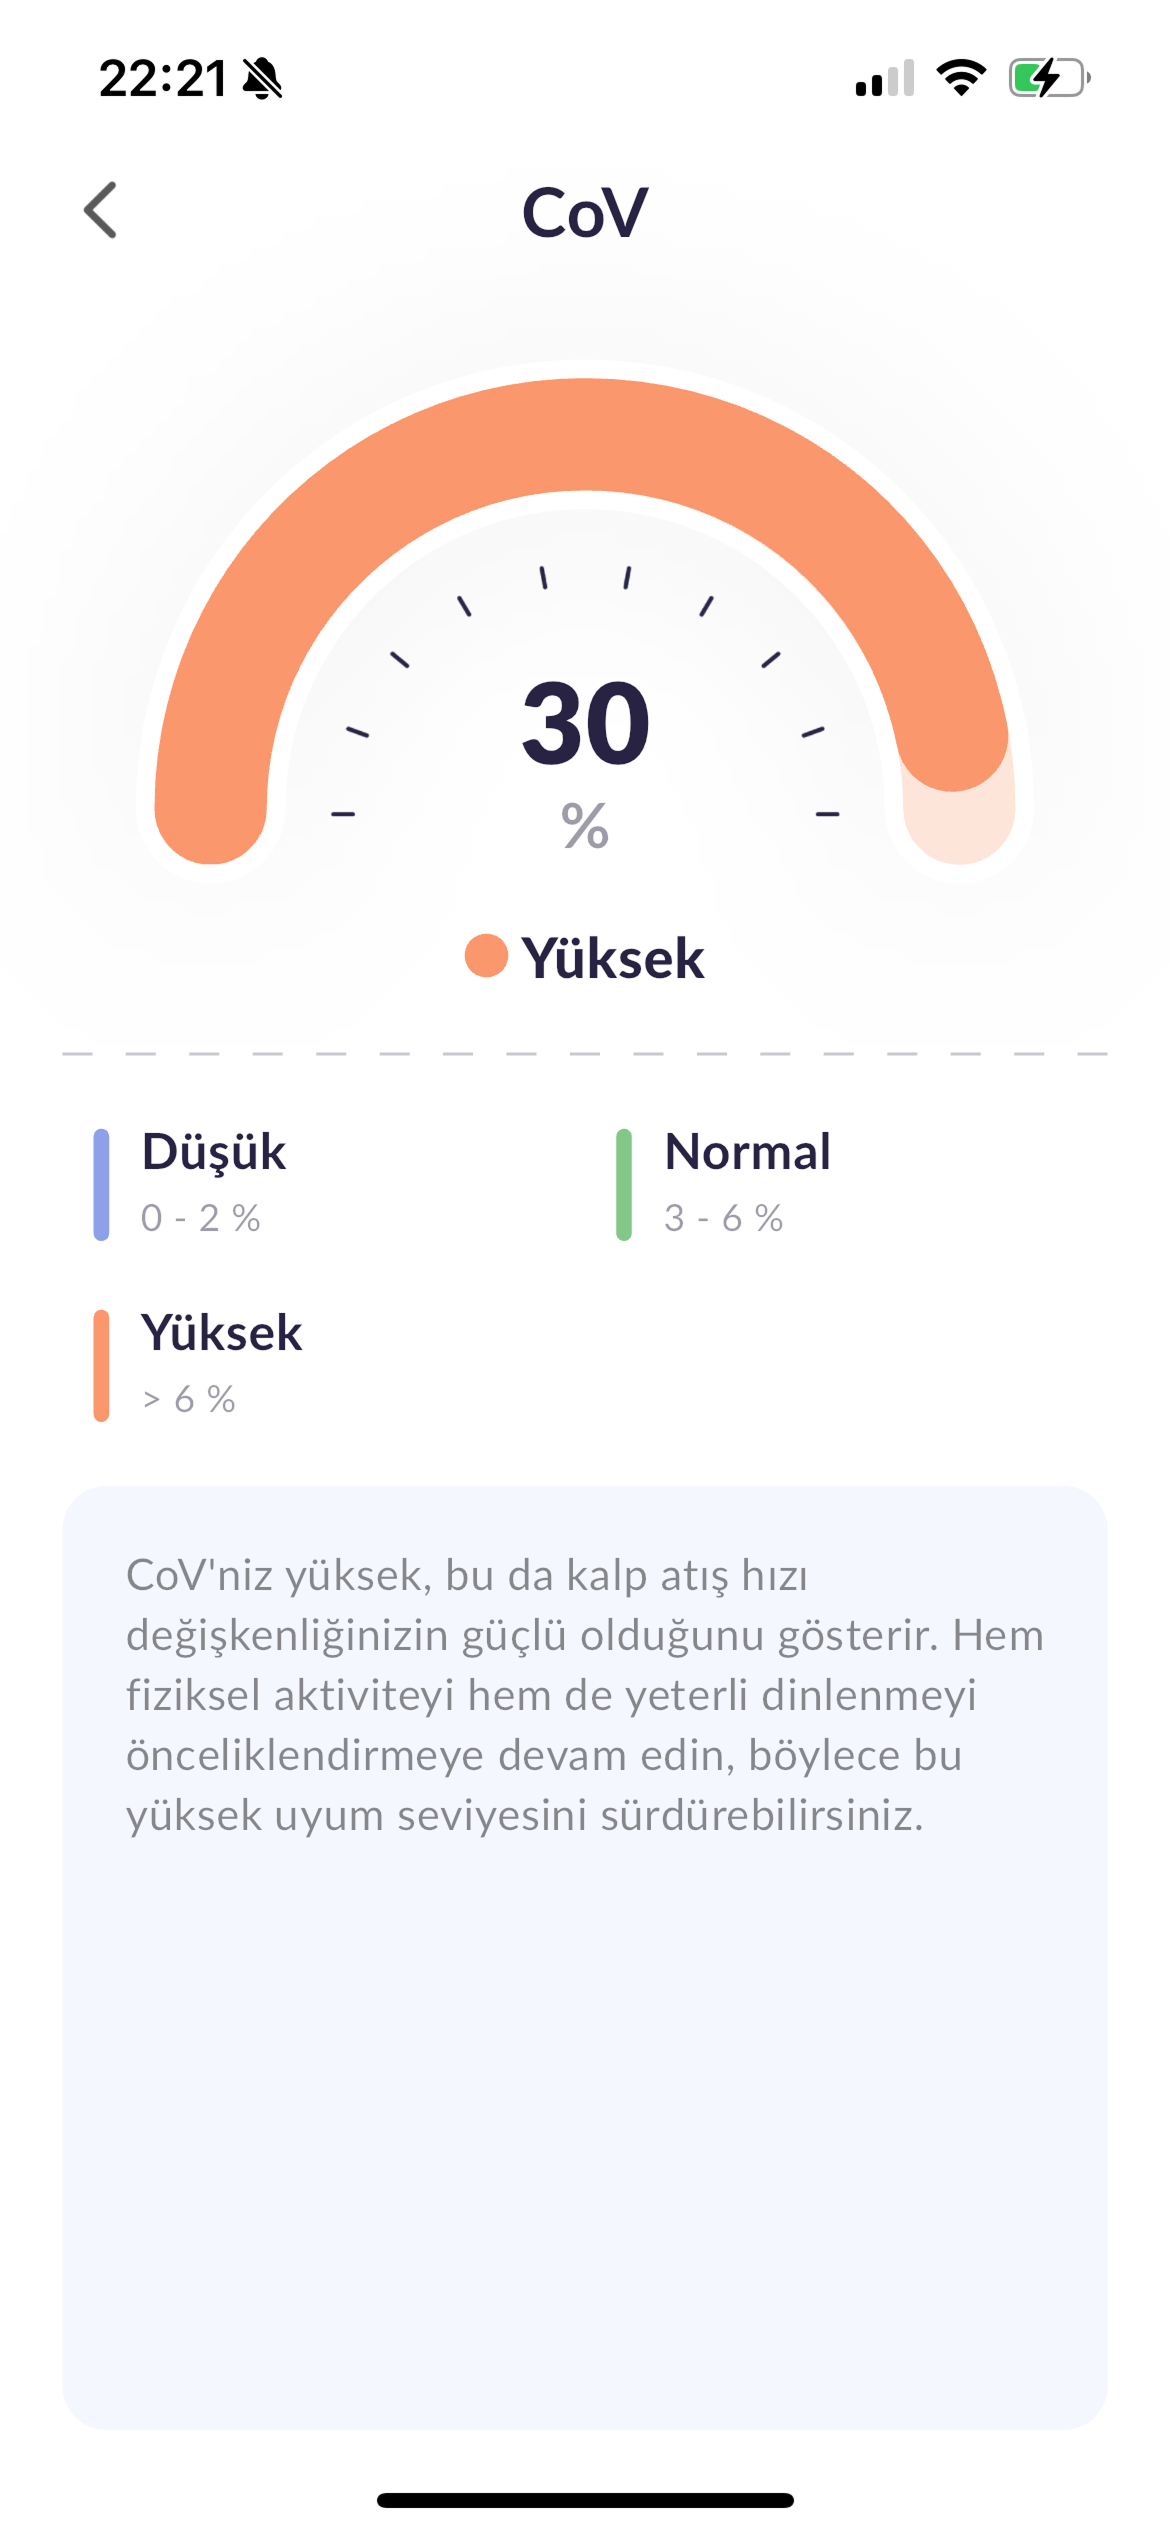 22:21
CoV
30
%
Yüksek
Düşük
0 - 2 %
Normal
3 - 6 %
Yüksek
> 6 %
CoV'niz yüksek, bu da kalp atış hızı
değişkenliğinizin güçlü olduğunu gösterir. Hem
fiziksel aktiviteyi hem de yeterli dinlenmeyi
önceliklendirmeye devam edin, böylece bu
yüksek uyum seviyesini sürdürebilirsiniz.